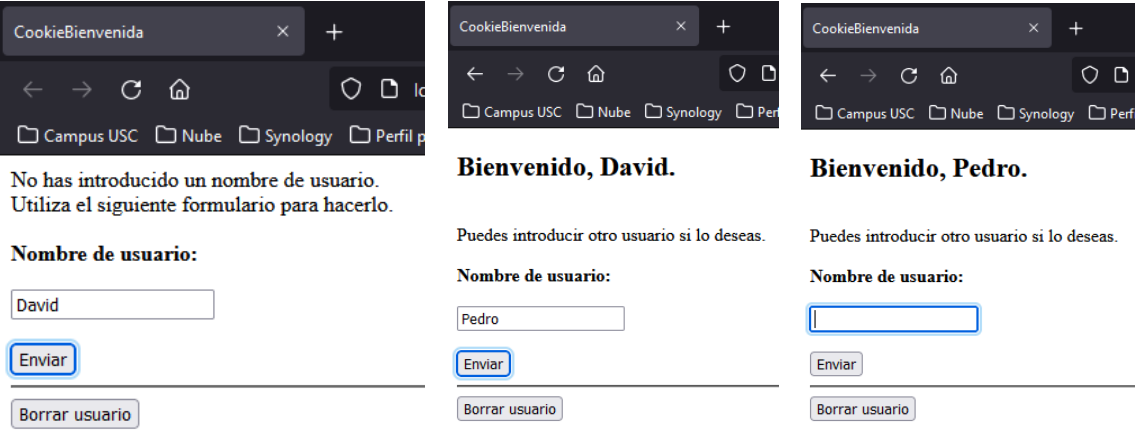 CookieBienvenida
Campus USC Nube Synology Perfil p
No has introducido un nombre de usuario.
Utiliza el siguiente formulario para hacerlo.
Nombre de usuario:
David
Enviar
Borrar usuario
CookieBienvenida
Campus USC Nube Synology Per
Bienvenido, David.
Puedes introducir otro usuario si lo deseas.
Nombre de usuario:
Pedro
Enviar
Borrar usuario
CookieBienvenida
Campus USC Nube Synology Perf
Bienvenido, Pedro.
Puedes introducir otro usuario si lo deseas.
Nombre de usuario:
Enviar
Borrar usuario